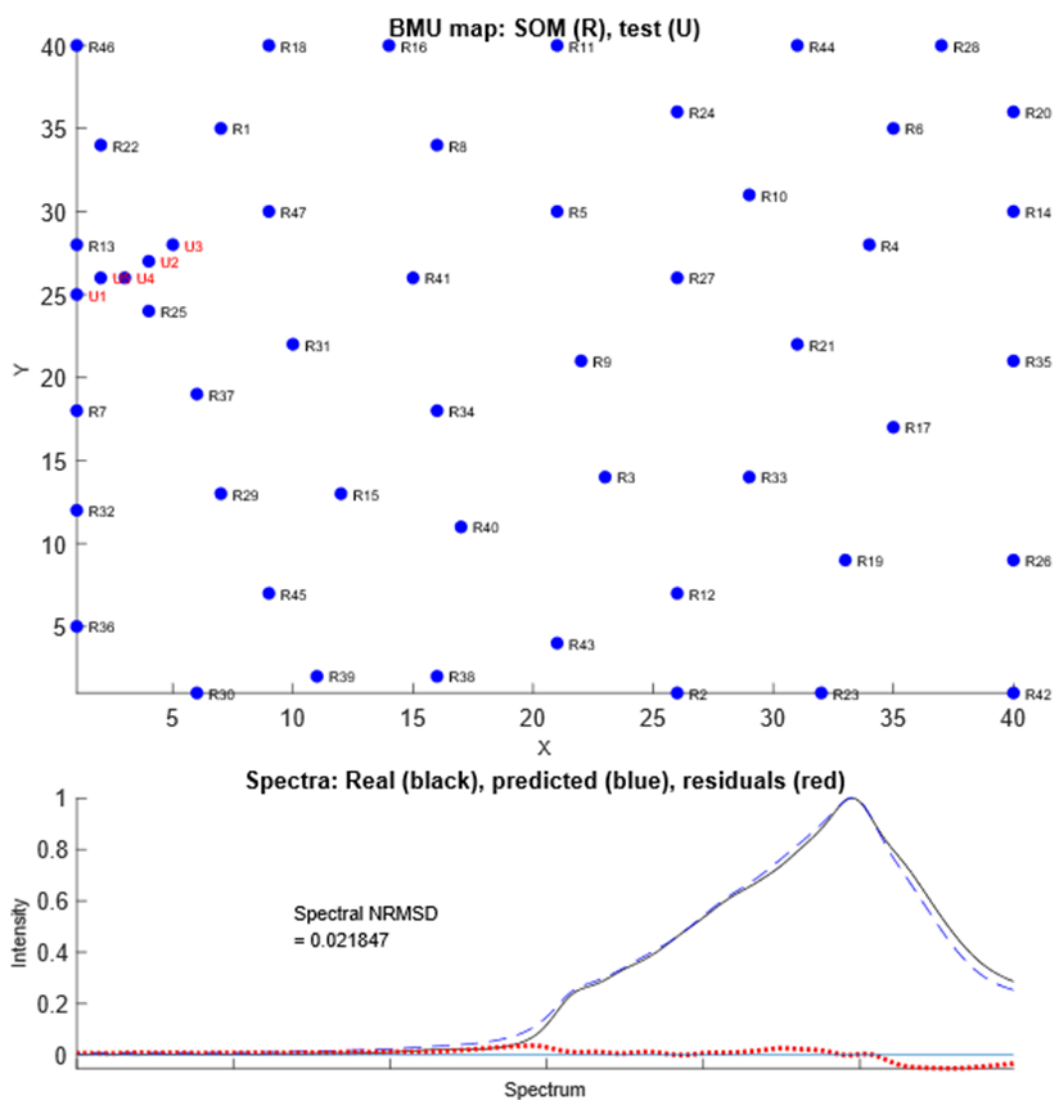 BMU map: SOM (R), test (U)
40
R46
R18
R16
R11
R44
R28
R24
R20
35
R1
R6
R22
R8
R10
30
R47
R5
R14
R13
U3
R4
U2
U4
R41
R27
25
U1
R25
R31
R21
Y
R9
R35
20
R37
R7
R34
R17
15
R3
R33
R29
R15
R32
R40
10
R19
R26
R45
R12
5
R36
R43
R39
R38
R30
R2
R23
R42
5
10
15
20
25
30
35
40
X
Spectra: Real (black), predicted (blue), residuals (red)
1
0.8
0.6
Spectral NRMSD
= 0.021847
Intensity
0.4
0.2
0
Spectrum